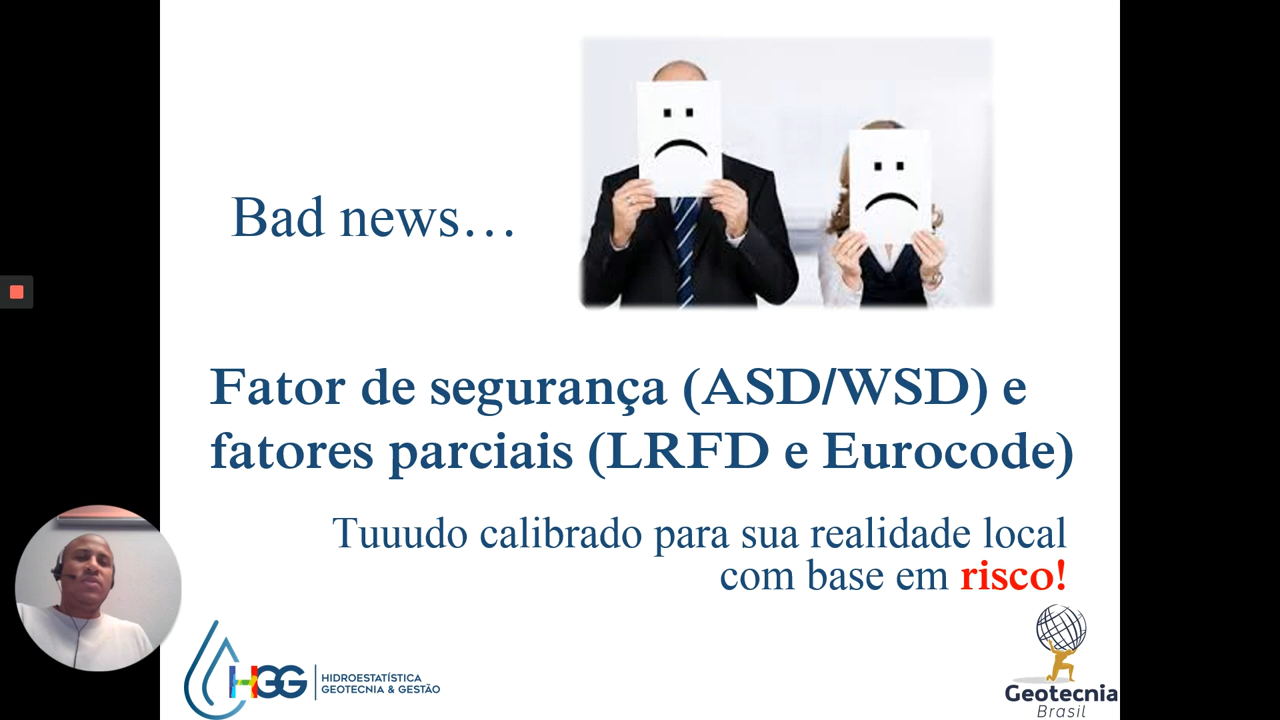 Bad news…
Fator de segurança (ASD/WSD) e
fatores parciais (LRFD e Eurocode)
Tuuudo calibrado para sua realidade local
com base em risco!
HGG
HIDROESTATÍSTICA
GEOTECNIA & GESTÃO
Geotecnia
Brasil